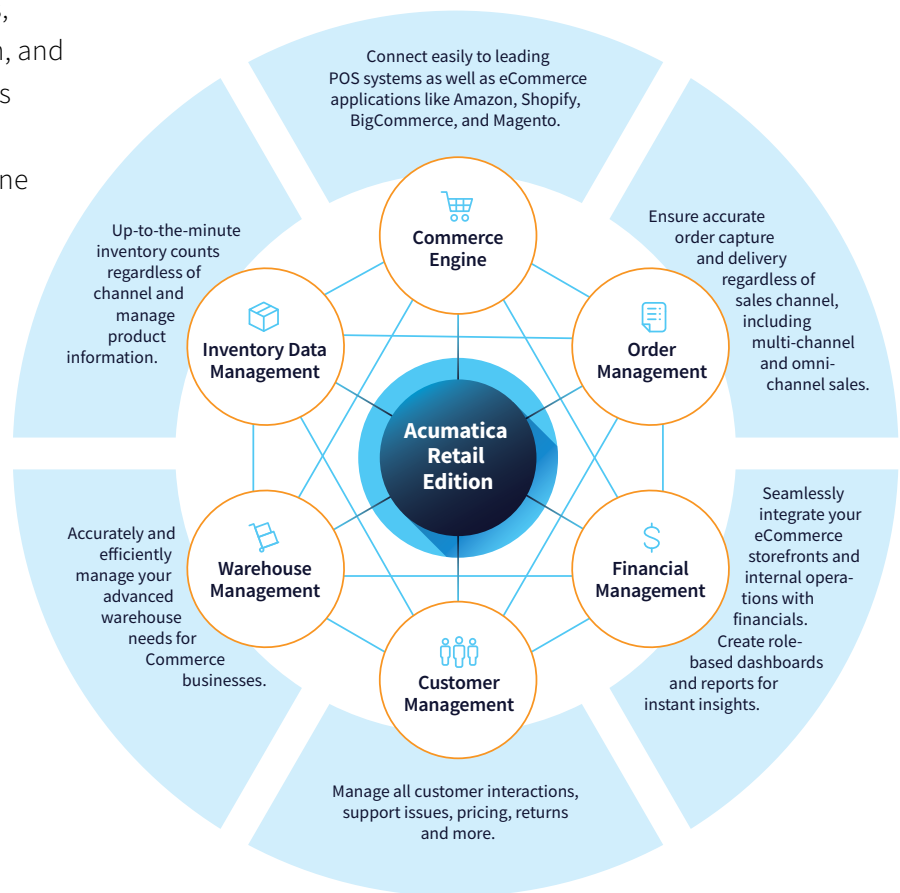 n, and
s
ne
Connect easily to leading
POS systems as well as eCommerce
applications like Amazon, Shopify,
BigCommerce, and Magento.
Commerce
Engine
Ensure accurate
order capture
and delivery
regardless of
sales channel,
including
multi-channel
and omni-
channel sales.
Order
Management
Seamlessly
integrate your
eCommerce
storefronts and
internal opera-
tions with
financials.
Create role-
based dashboards
and reports for
instant insights.
Financial
Management
Manage all customer interactions,
support issues, pricing, returns
and more.
Customer
Management
Accurately and
efficiently
manage your
advanced
warehouse
needs for
Commerce
businesses.
Warehouse
Management
Up-to-the-minute
inventory counts
regardless of
channel and
manage
product
information.
Inventory Data
Management
Acumatica
Retail
Edition